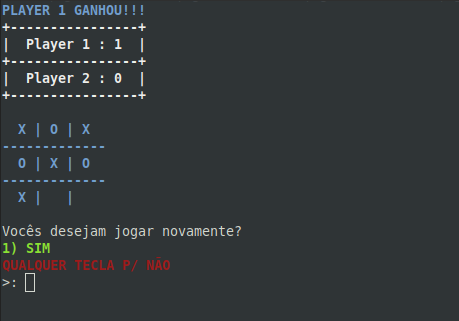 PLAYER 1 GANHOU!!!
+---------------+
|  Player 1 : 1  |
+---------------+
|  Player 2 : 0  |
+---------------+
X | O | X
-------------
O | X | O
-------------
X |   |
Vocês desejam jogar novamente?
1) SIM
QUALQUER TECLA P/ NÃO
>: